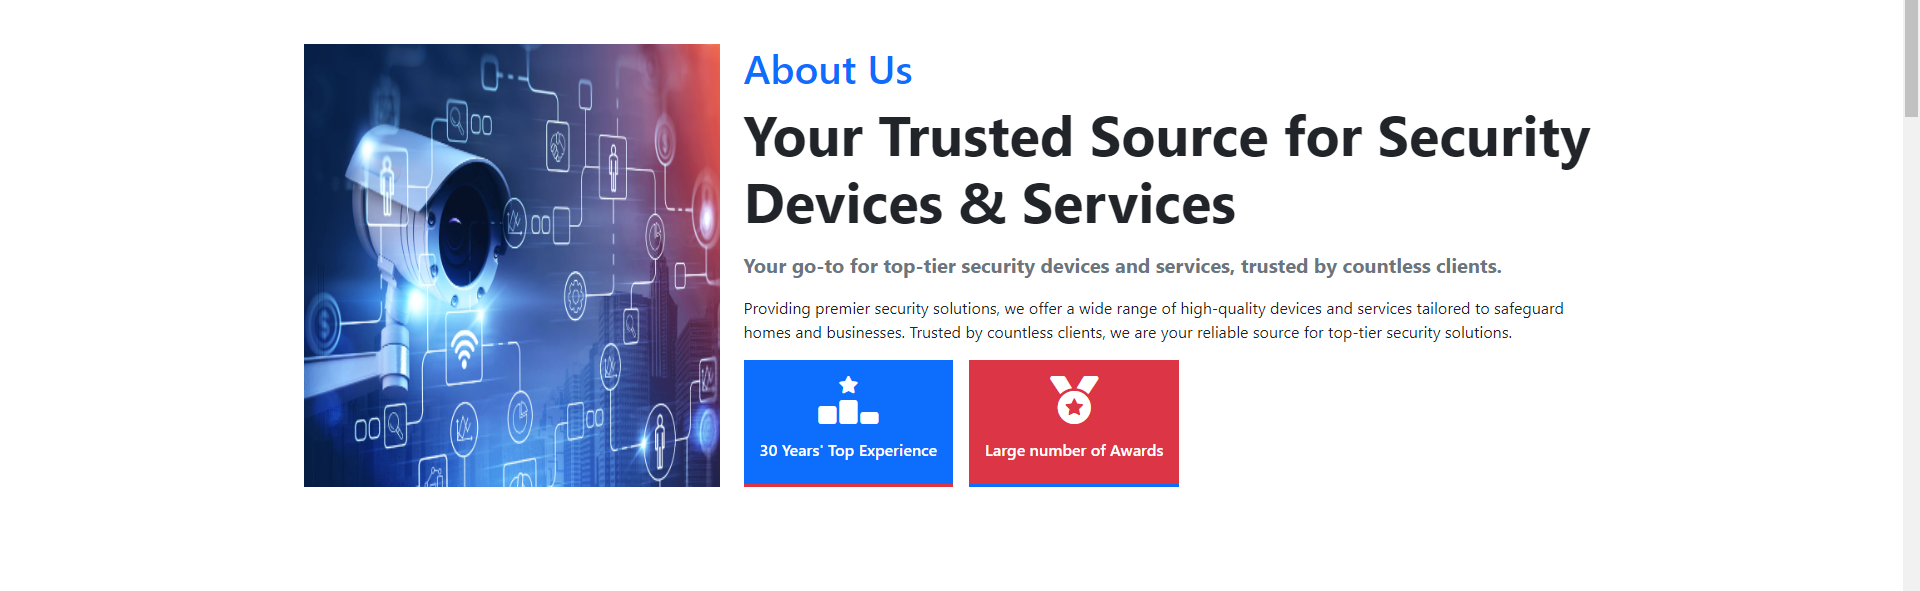 About Us
Your Trusted Source for Security
Devices & Services
Your go-to for top-tier security devices and services, trusted by countless clients.
Providing premier security solutions, we offer a wide range of high-quality devices and services tailored to safeguard
homes and businesses. Trusted by countless clients, we are your reliable source for top-tier security solutions.
30 Years' Top Experience
Large number of Awards